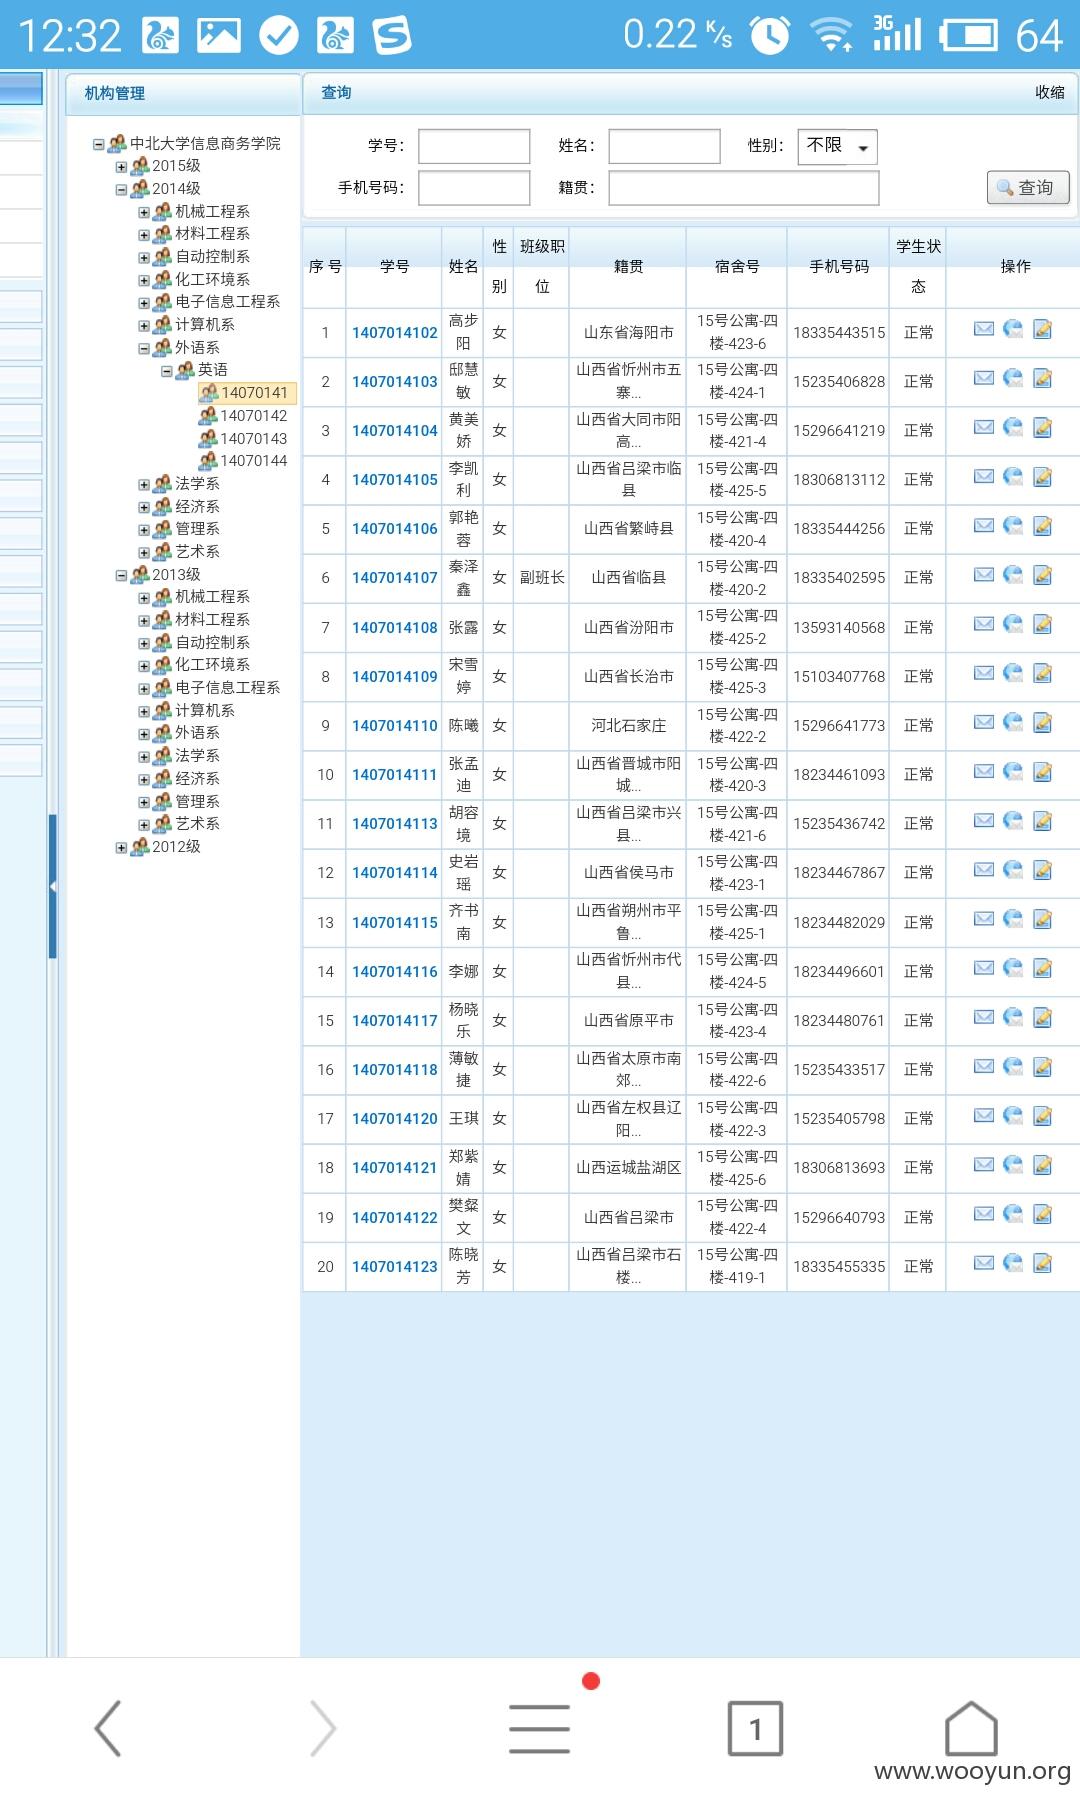 12:32 0.22 K/s 3G 64
机构管理
中北大学信息商务学院
2015级
2014级
机械工程系
材料工程系
自动控制系
化工环境系
电子信息工程系
计算机系
外语系
英语
14070141
14070142
14070143
14070144
法学系
经济系
管理系
艺术系
2013级
机械工程系
材料工程系
自动控制系
化工环境系
电子信息工程系
计算机系
外语系
法学系
经济系
管理系
艺术系
2012级
查询 收缩
学号： 姓名： 性别： 不限
手机号码： 籍贯： 查询
序号 学号 姓名 性别 班级职位 籍贯 宿舍号 手机号码 学生状态 操作
1 1407014102 高步阳 女 山东省海阳市 15号公寓-四楼-423-6 18335443515 正常
2 1407014103 邸慧敏 女 山西省忻州市五寨... 15号公寓-四楼-424-1 15235406828 正常
3 1407014104 黄美娇 女 山西省大同市阳高... 15号公寓-四楼-421-4 15296641219 正常
4 1407014105 李凯利 女 山西省吕梁市临县 15号公寓-四楼-425-5 18306813112 正常
5 1407014106 郭艳蓉 女 山西省繁峙县 15号公寓-四楼-420-4 18335444256 正常
6 1407014107 秦泽鑫 女 副班长 山西省临县 15号公寓-四楼-420-2 18335402595 正常
7 1407014108 张露 女 山西省汾阳市 15号公寓-四楼-425-2 13593140568 正常
8 1407014109 宋雪婷 女 山西省长治市 15号公寓-四楼-425-3 15103407768 正常
9 1407014110 陈曦 女 河北石家庄 15号公寓-四楼-422-2 15296641773 正常
10 1407014111 张孟迪 女 山西省晋城市阳城... 15号公寓-四楼-420-3 18234461093 正常
11 1407014113 胡容境 女 山西省吕梁市兴县... 15号公寓-四楼-421-6 15235436742 正常
12 1407014114 史岩瑶 女 山西省侯马市 15号公寓-四楼-423-1 18234467867 正常
13 1407014115 齐书南 女 山西省朔州市平鲁... 15号公寓-四楼-425-1 18234482029 正常
14 1407014116 李娜 女 山西省忻州市代县... 15号公寓-四楼-424-5 18234496601 正常
15 1407014117 杨晓乐 女 山西省原平市 15号公寓-四楼-423-4 18234480761 正常
16 1407014118 薄敏捷 女 山西省太原市南郊... 15号公寓-四楼-422-6 15235433517 正常
17 1407014120 王琪 女 山西省左权县辽阳... 15号公寓-四楼-422-3 15235405798 正常
18 1407014121 郑紫婧 女 山西运城盐湖区 15号公寓-四楼-425-6 18306813693 正常
19 1407014122 樊粲文 女 山西省吕梁市 15号公寓-四楼-422-4 15296640793 正常
20 1407014123 陈晓芳 女 山西省吕梁市石楼... 15号公寓-四楼-419-1 18335455335 正常
1
www.wooyun.org